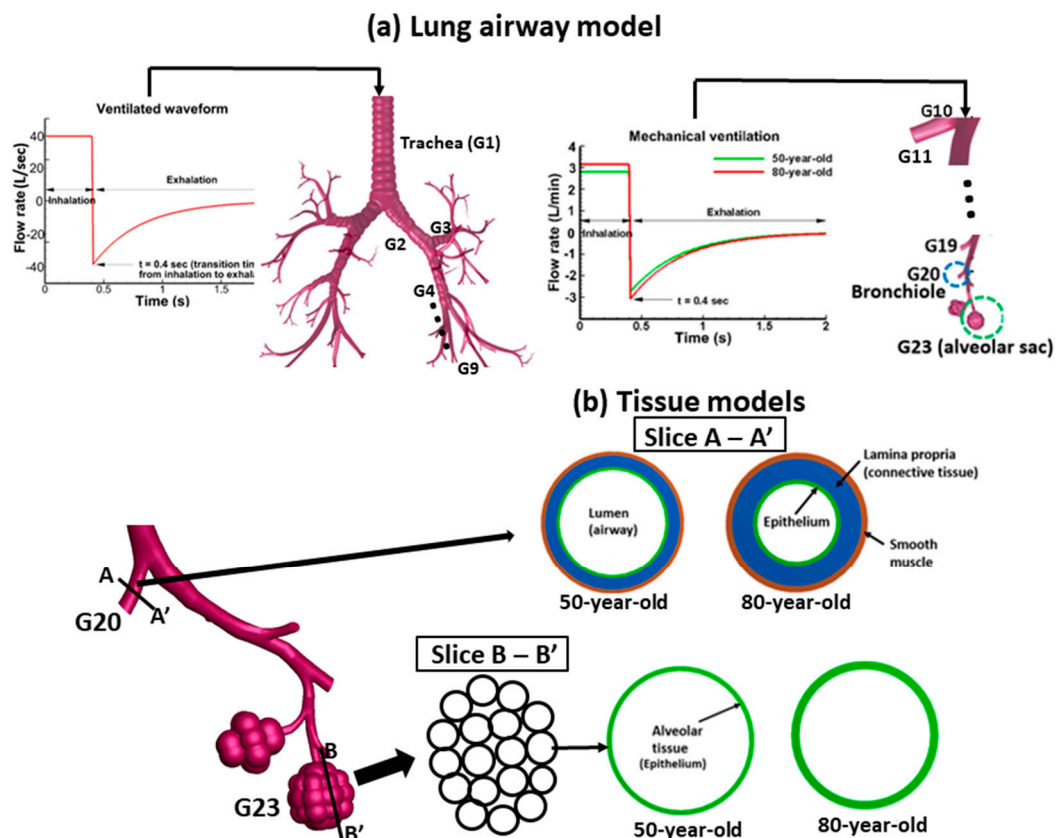 (a) Lung airway model
Ventilated waveform
Flow rate (L/sec)
40
20
0
-20
-40
Inhalation
Exhalation
t = 0.4 sec (transition tim
from inhalation to exhala
0
0.5
1
1.5
Time (s)
Trachea (G1)
G2
G3
G4
G9
Mechanical ventilation
50-year-old
80-year-old
Flow rate (L/min)
4
3
2
1
0
-1
-2
-3
Inhalation
Exhalation
t = 0.4 sec
0
0.5
1
1.5
2
Time (s)
G10
G11
G19
G20
Bronchiole
G23 (alveolar sac)
(b) Tissue models
Slice A – A'
Lumen
(airway)
50-year-old
Epithelium
Lamina propria
(connective tissue)
Smooth
muscle
80-year-old
A
A'
G20
Slice B – B'
B
G23
B'
Alveolar
tissue
(Epithelium)
50-year-old
80-year-old